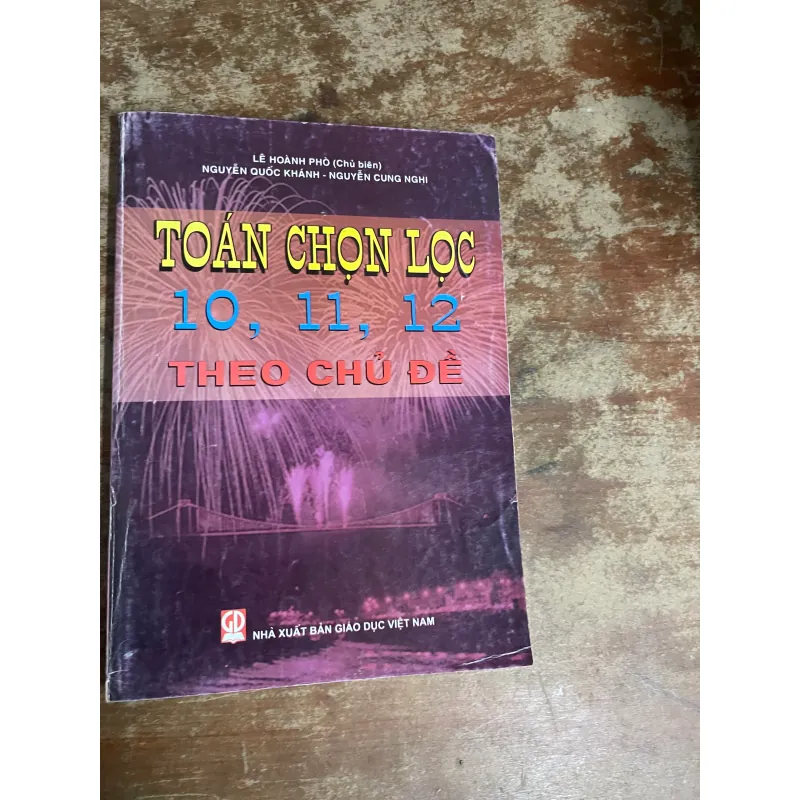 LÊ HOÀNH PHÒ (Chủ biên)
NGUYỄN QUỐC KHÁNH - NGUYỄN CUNG NGHI
TOÁN CHỌN LỌC
10, 11, 12
THEO CHỦ ĐỀ
GD
NHÀ XUẤT BẢN GIÁO DỤC VIỆT NAM